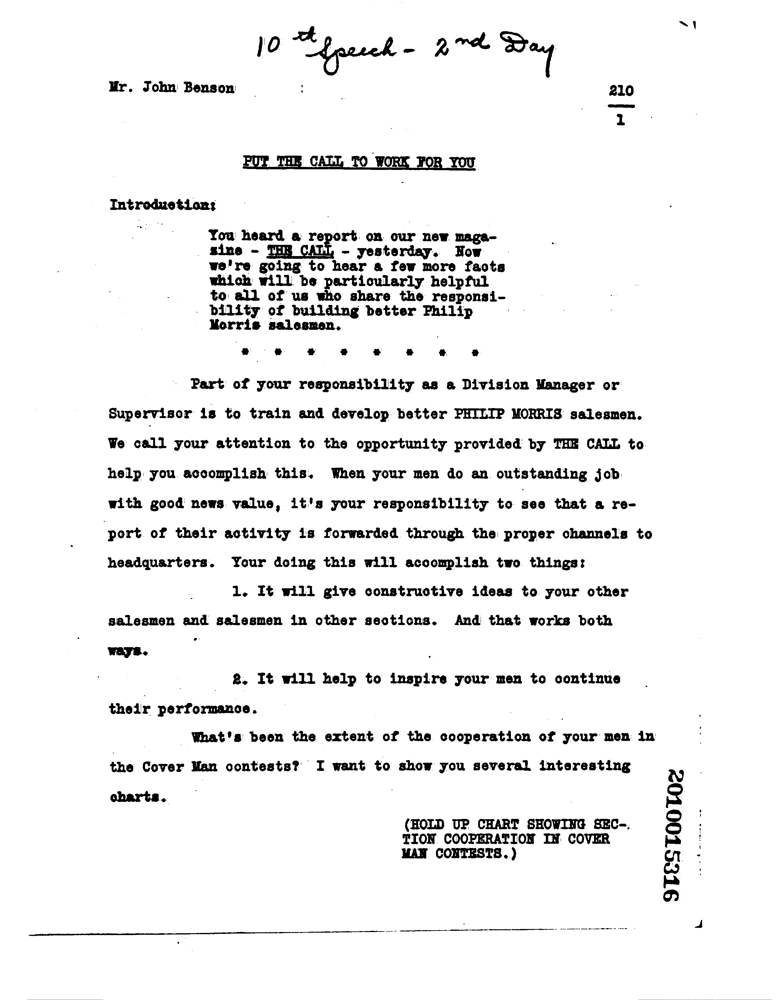 10th Speech - 2nd Day
Mr. John Benson :
210
1
PUT THE CALL TO WORK FOR YOU
Introduction:
You heard a report on our new maga-
zine - THE CALL - yesterday. Now
we're going to hear a few more facts
which will be particularly helpful
to all of us who share the responsi-
bility of building better Philip
Morris salesmen.
* * * * * * * *
Part of your responsibility as a Division Manager or
Supervisor is to train and develop better PHILIP MORRIS salesmen.
We call your attention to the opportunity provided by THE CALL to
help you accomplish this. When your men do an outstanding job
with good news value, it's your responsibility to see that a re-
port of their activity is forwarded through the proper channels to
headquarters. Your doing this will accomplish two things:
1. It will give constructive ideas to your other
salesmen and salesmen in other sections. And that works both
ways.
2. It will help to inspire your men to continue
their performance.
What's been the extent of the cooperation of your men in
the Cover Man contests? I want to show you several interesting
charts.
(HOLD UP CHART SHOWING SEC-
TION COOPERATION IN COVER
MAN CONTESTS.)
2010015316